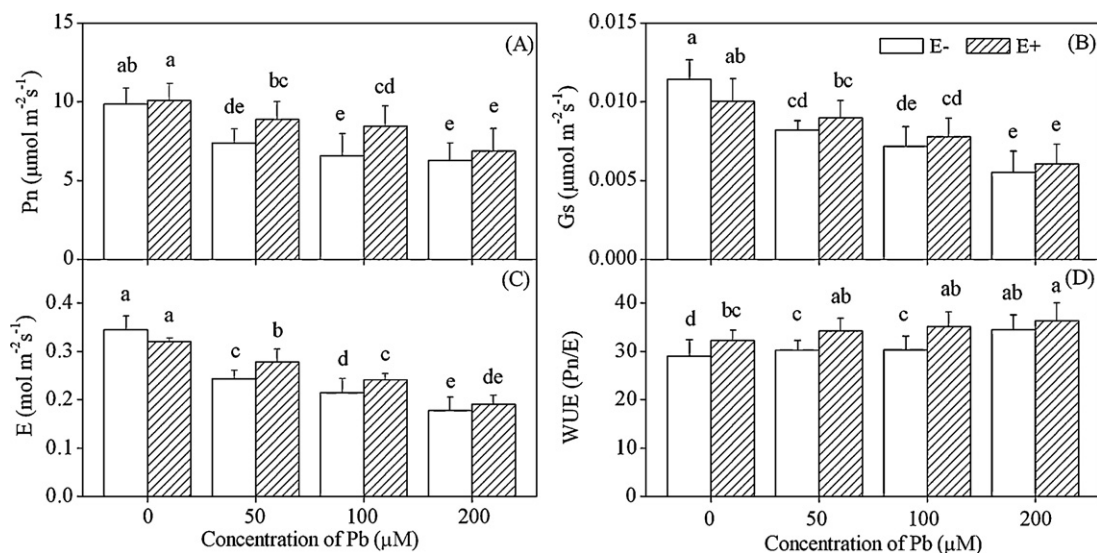 15
10
5
0
Pn (µmol m⁻²s⁻¹)
(A)
ab a
de bc
e cd
e e
0.015
0.010
0.005
0.000
Gs (µmol m⁻²s⁻¹)
E- E+
(B)
a ab
cd bc
de cd
e e
0.4
0.3
0.2
0.1
0.0
E (mol m⁻²s⁻¹)
(C)
a a
c b
d c
e de
0 50 100 200
Concentration of Pb (µM)
40
30
20
10
0
WUE (Pn/E)
(D)
d bc
c ab
c ab
ab a
0 50 100 200
Concentration of Pb (µM)